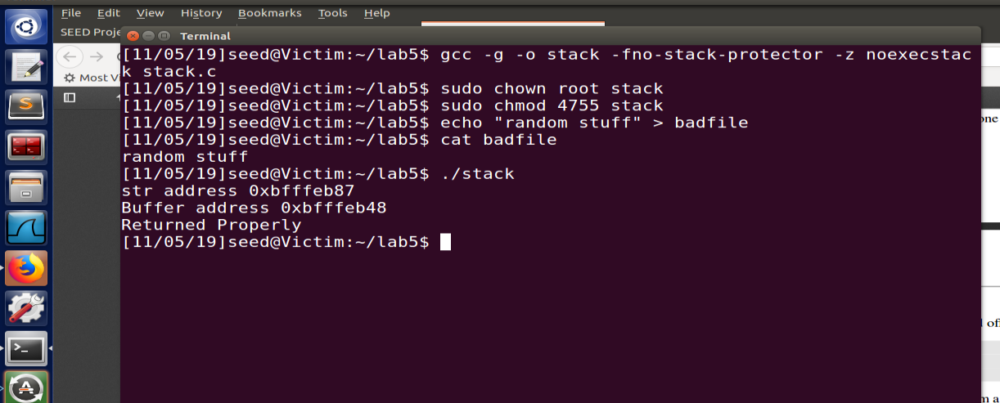 File Edit View History Bookmarks Tools Help
SEED Proje
Terminal
Most Vi
[11/05/19]seed@Victim:~/lab5$ gcc -g -o stack -fno-stack-protector -z noexecstac
k stack.c
[11/05/19]seed@Victim:~/lab5$ sudo chown root stack
[11/05/19]seed@Victim:~/lab5$ sudo chmod 4755 stack
[11/05/19]seed@Victim:~/lab5$ echo "random stuff" > badfile
[11/05/19]seed@Victim:~/lab5$ cat badfile
random stuff
[11/05/19]seed@Victim:~/lab5$ ./stack
str address 0xbfffeb87
Buffer address 0xbfffeb48
Returned Properly
[11/05/19]seed@Victim:~/lab5$